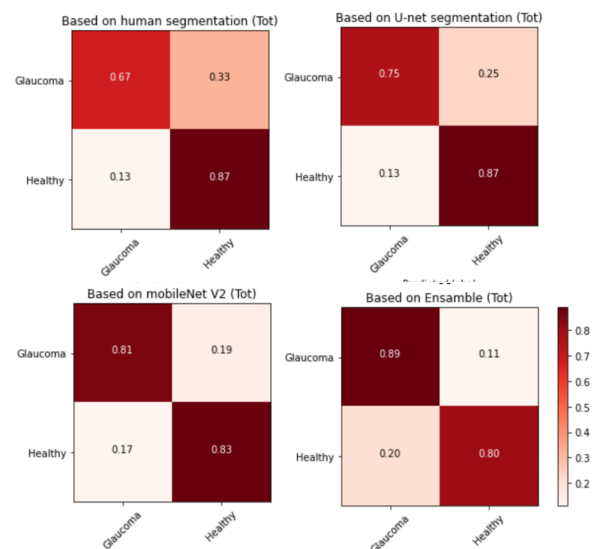 Based on human segmentation (Tot)
Glaucoma
0.67
0.33
Healthy
0.13
0.87
Glaucoma
Healthy
Based on U-net segmentation (Tot)
Glaucoma
0.75
0.25
Healthy
0.13
0.87
Glaucoma
Healthy
Based on mobileNet V2 (Tot)
Glaucoma
0.81
0.19
Healthy
0.17
0.83
Glaucoma
Healthy
Based on Ensamble (Tot)
Glaucoma
0.89
0.11
Healthy
0.20
0.80
Glaucoma
Healthy
0.8
0.7
0.6
0.5
0.4
0.3
0.2